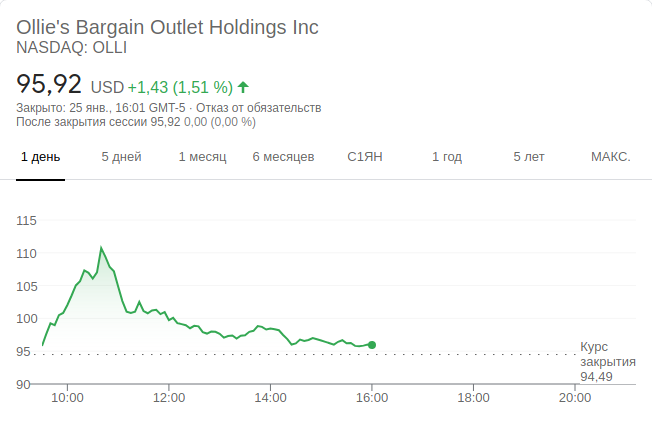 Ollie's Bargain Outlet Holdings Inc
NASDAQ: OLLI
95,92 USD +1,43 (1,51 %)
Закрыто: 25 янв., 16:01 GMT-5 · Отказ от обязательств
После закрытия сессии 95,92 0,00 (0,00 %)
1 день 5 дней 1 месяц 6 месяцев С1ЯН 1 год 5 лет МАКС.
115
110
105
100
95
90
Курс
закрытия
94,49
10:00 12:00 14:00 16:00 18:00 20:00